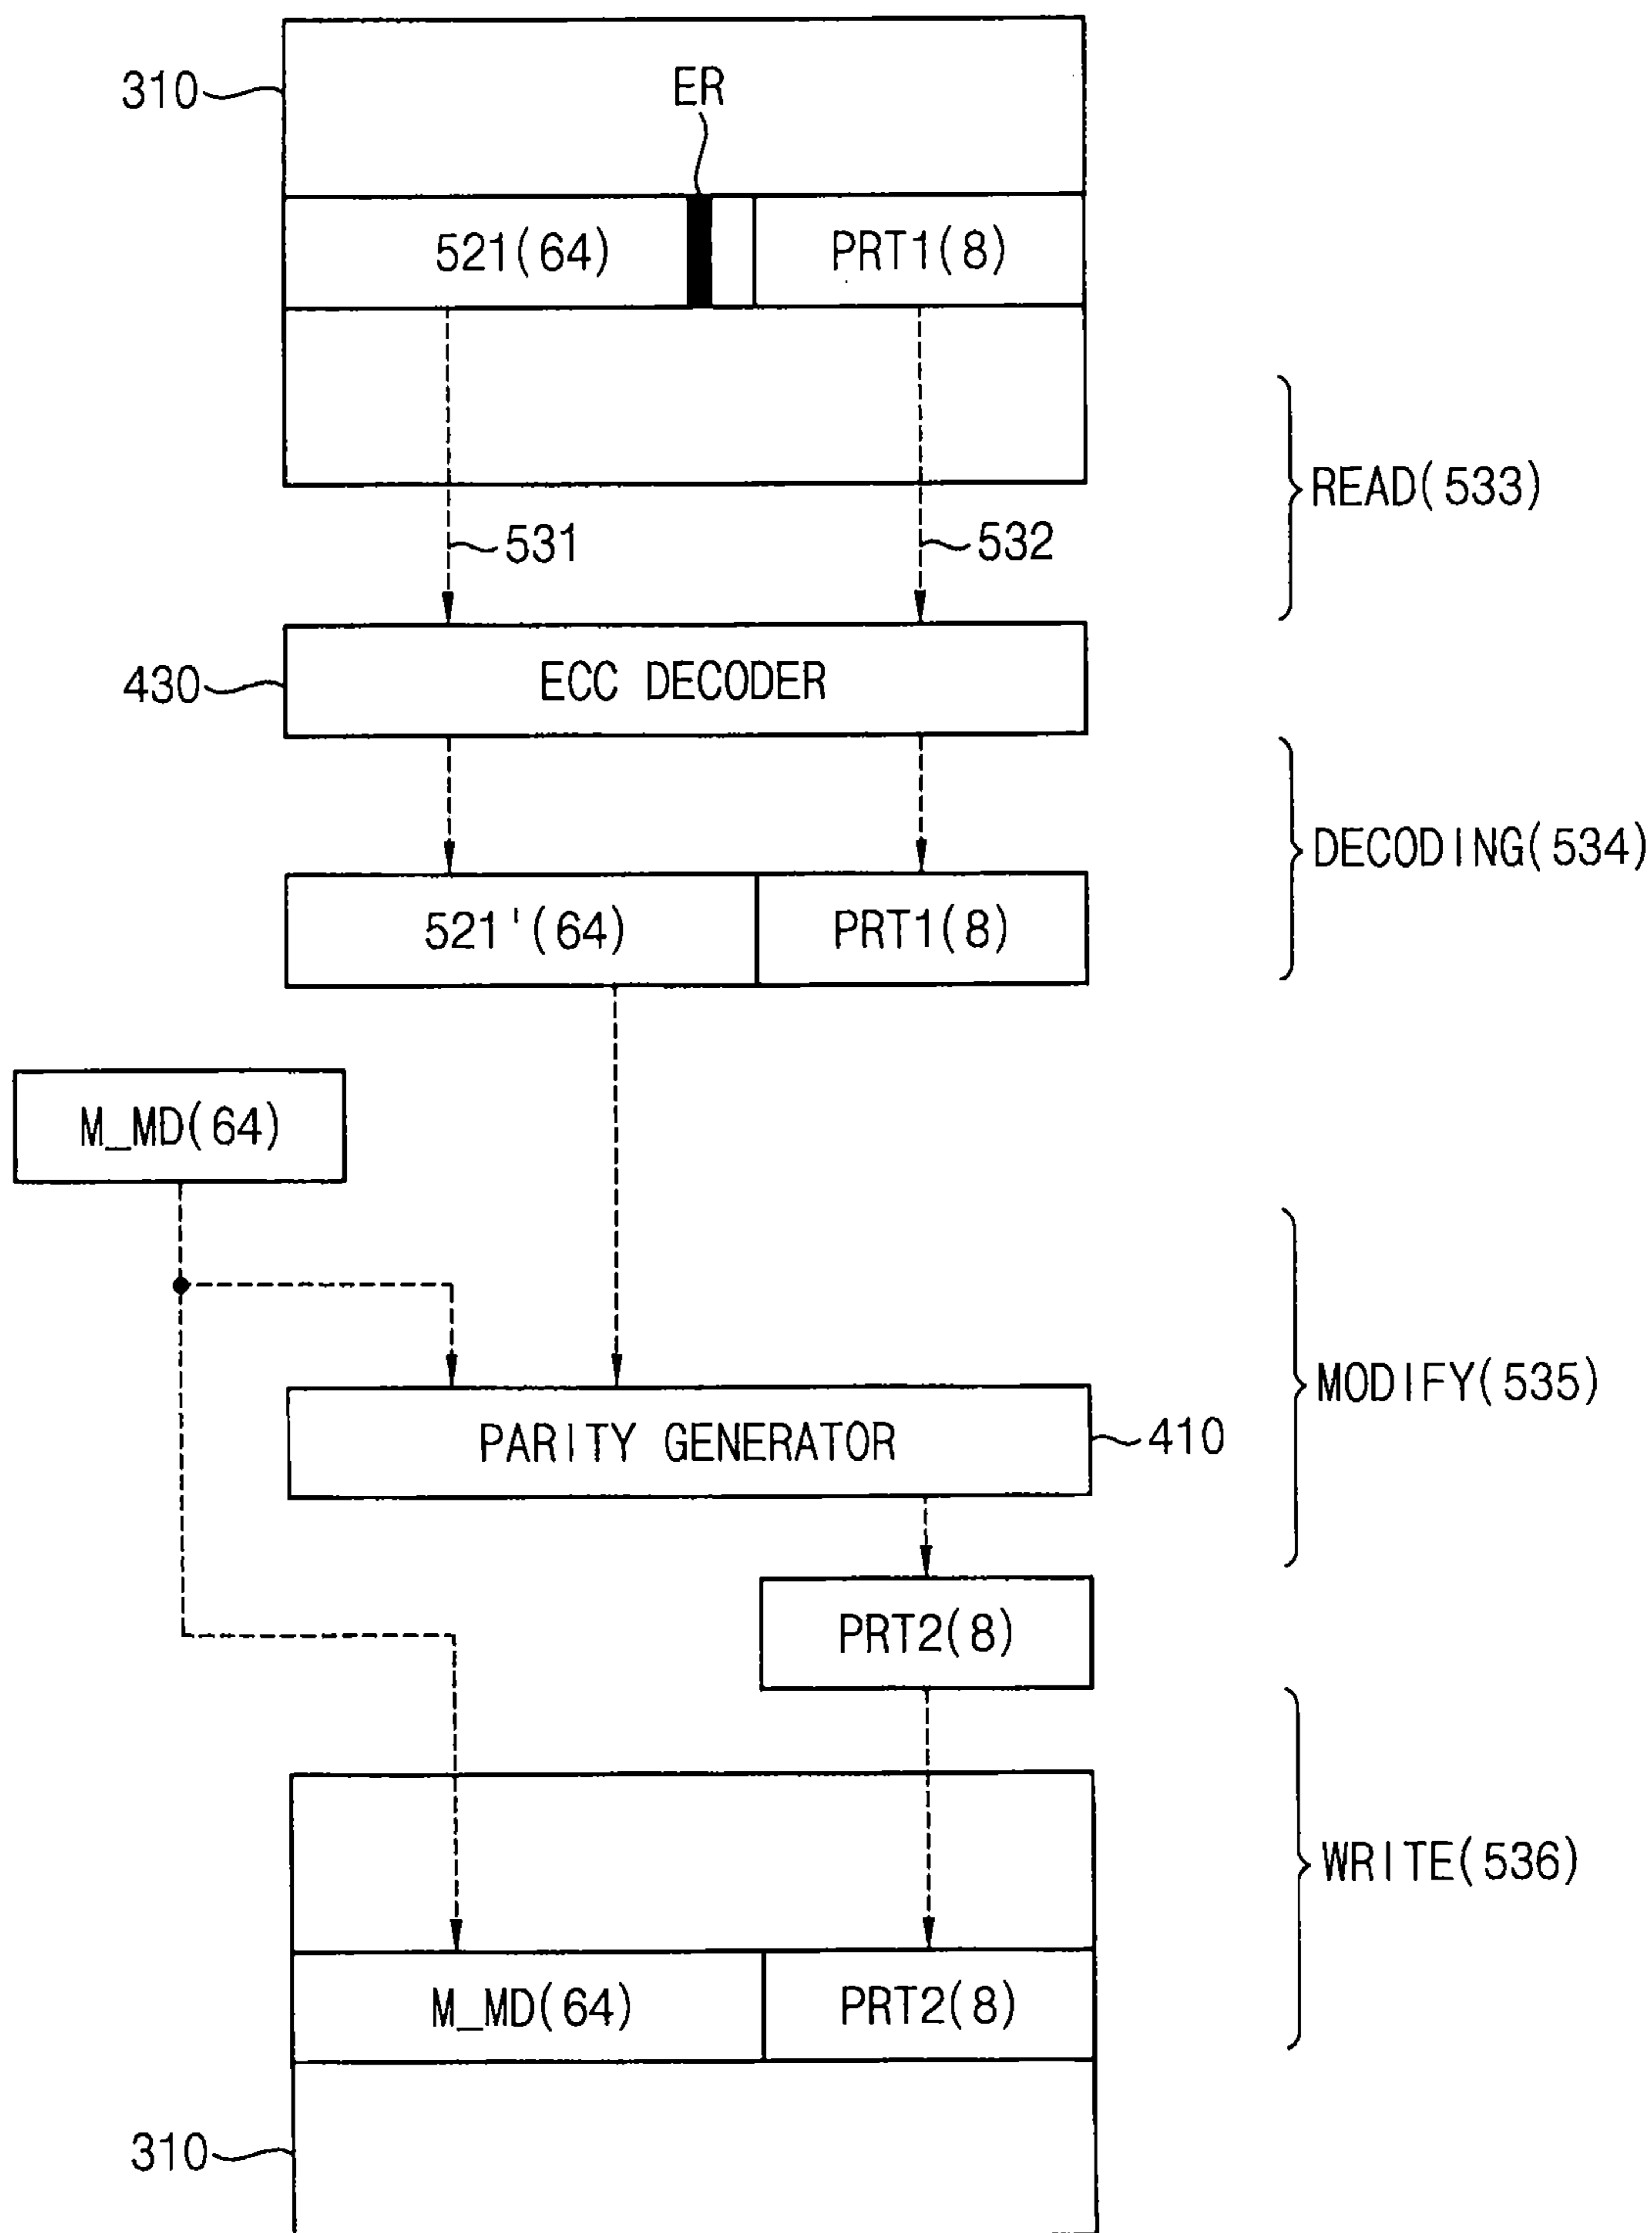 ER
310
521(64)
PRT1(8)
READ(533)
531
532
430
ECC DECODER
DECODING(534)
521'(64)
PRT1(8)
M_MD(64)
MODIFY(535)
PARITY GENERATOR
410
PRT2(8)
WRITE(536)
M_MD(64)
PRT2(8)
310